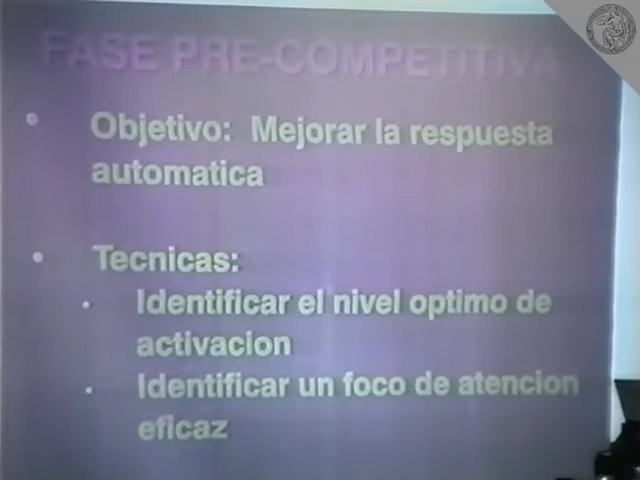 FASE PRE-COMPETITIVA
• Objetivo: Mejorar la respuesta
automatica
• Tecnicas:
• Identificar el nivel optimo de
activacion
• Identificar un foco de atencion
eficaz